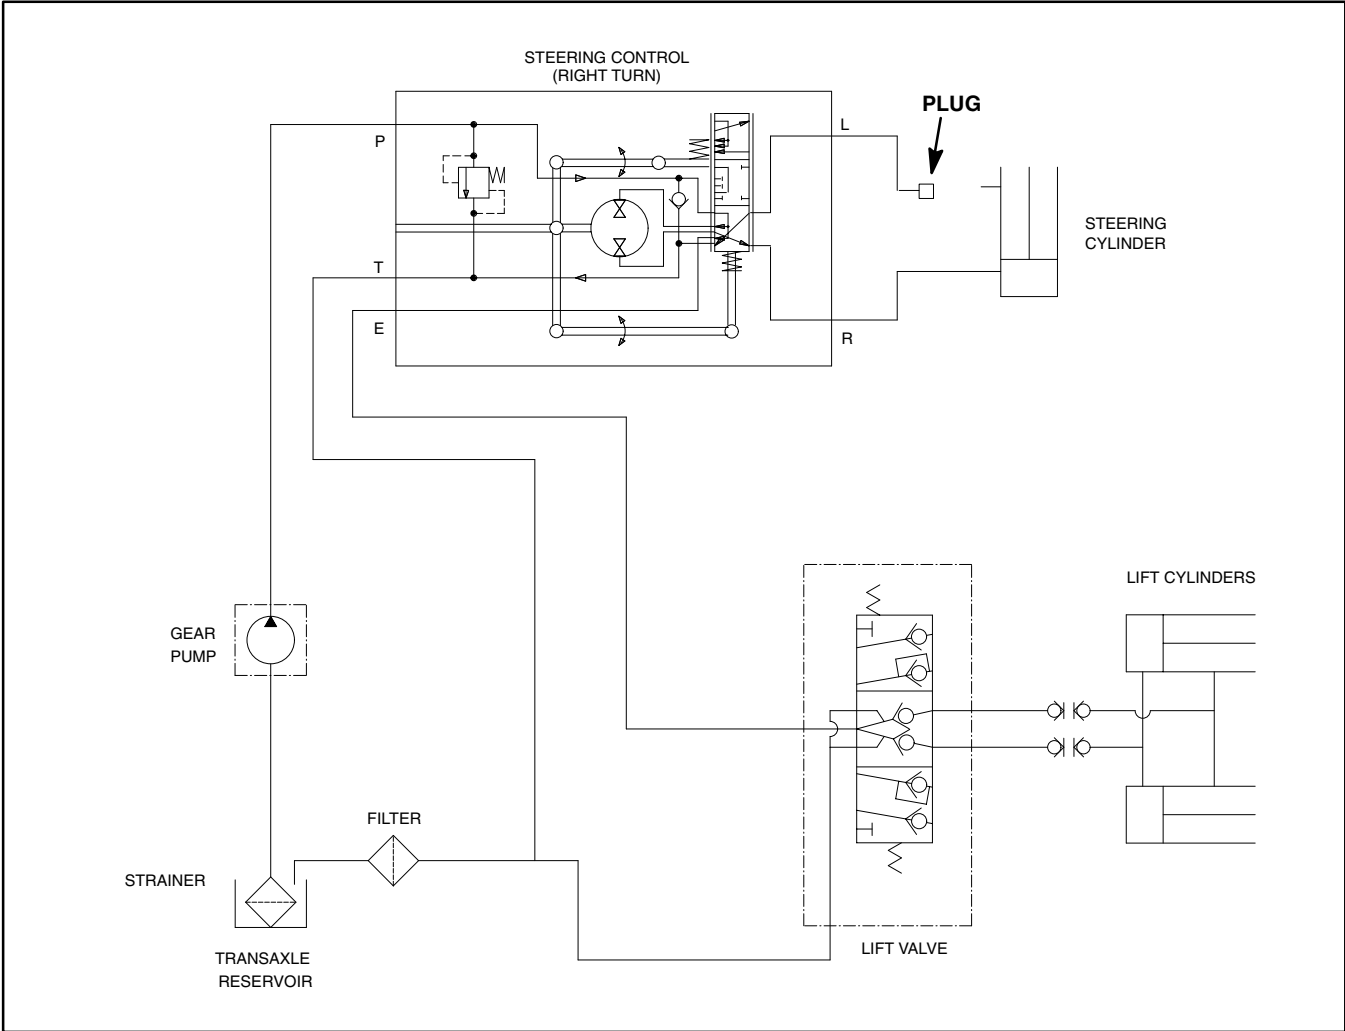 STEERING CONTROL
(RIGHT TURN)
PLUG
P
L
STEERING
CYLINDER
T
E
R
LIFT CYLINDERS
GEAR
PUMP
FILTER
STRAINER
LIFT VALVE
TRANSAXLE
RESERVOIR